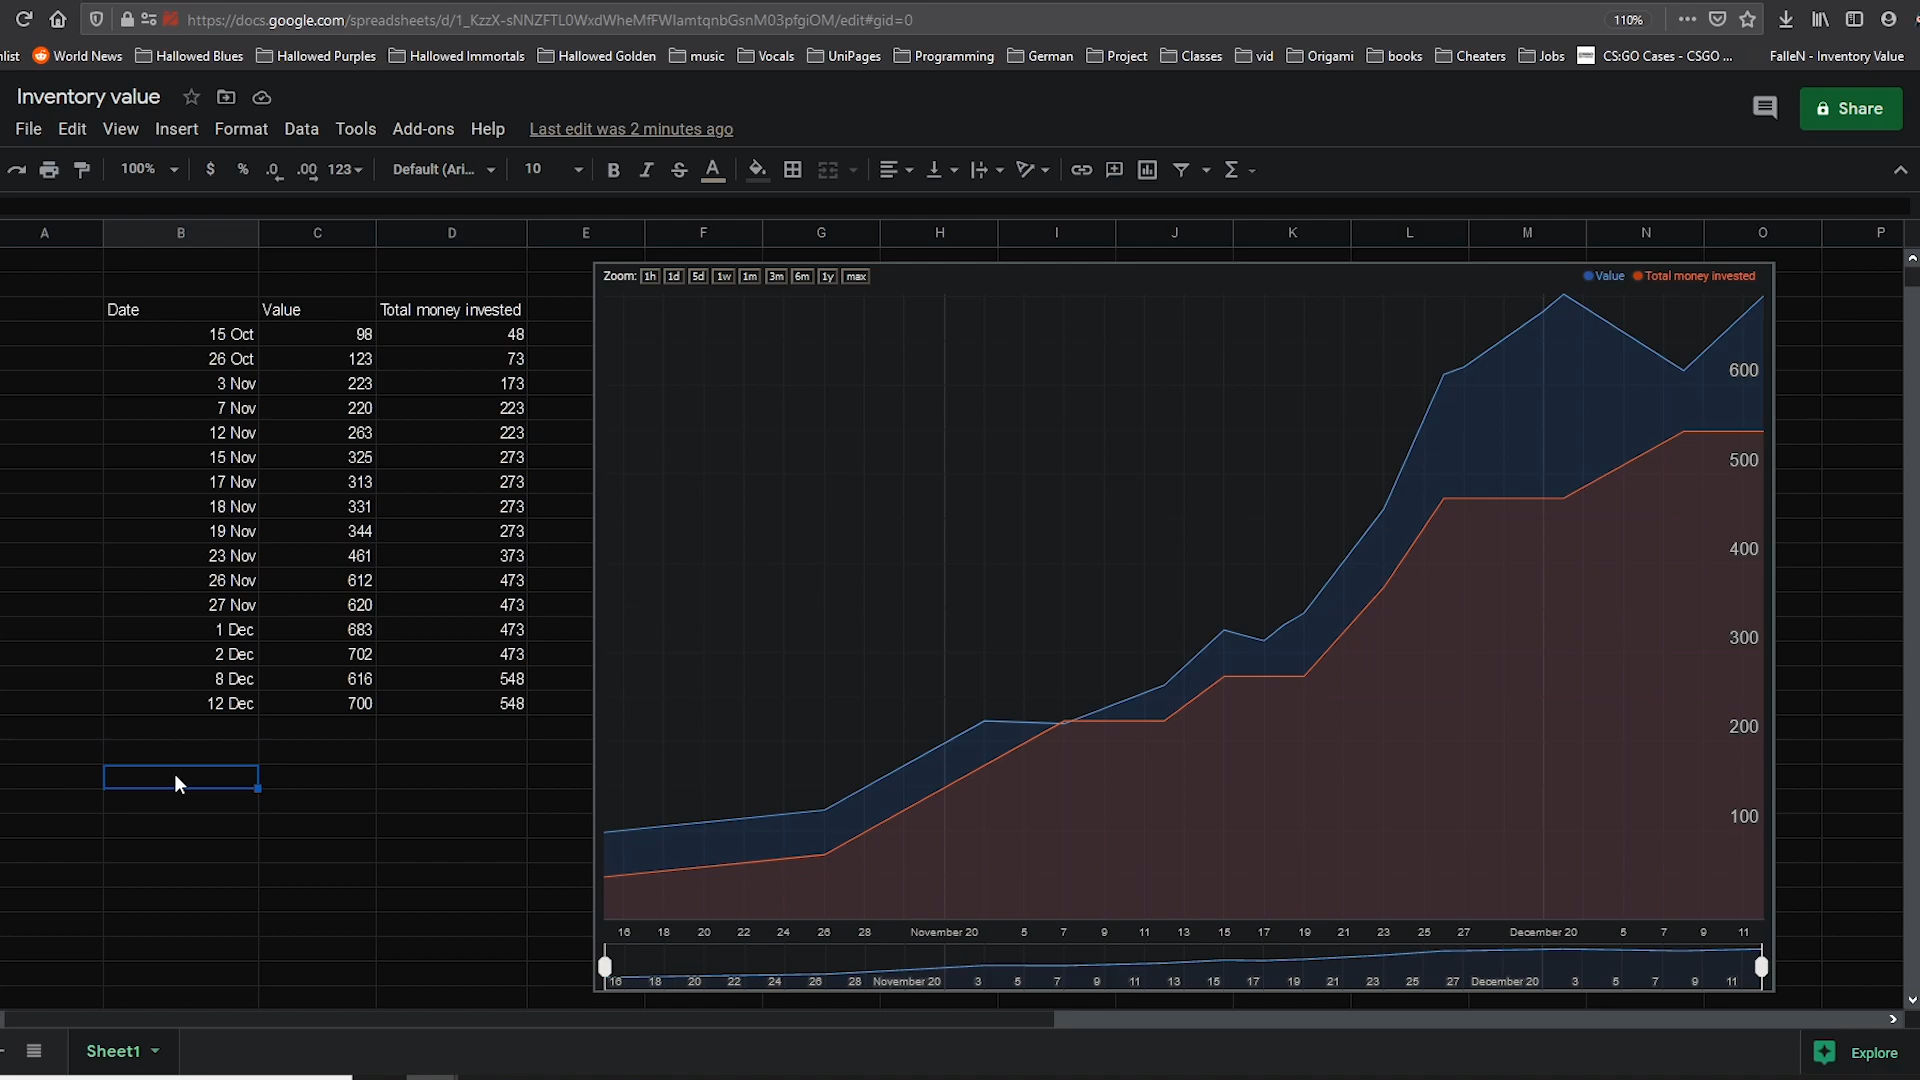 https://docs.google.com/spreadsheets/d/1_KzzX-sNNZFTL0WxdWheMfFWIamtqnbGsnM03pfgiOM/edit#gid=0 110%
list World News Hallowed Blues Hallowed Purples Hallowed Immortals Hallowed Golden music Vocals UniPages Programming German Project Classes vid Origami books Cheaters Jobs CS:GO Cases - CSGO ... FalleN - Inventory Value
Inventory value
Share
File Edit View Insert Format Data Tools Add-ons Help Last edit was 2 minutes ago
100% $ % .0 .00 123 Default (Ari... 10 B I S A Σ
A B C D E F G H I J K L M N O P
Zoom: 1h 1d 5d 1w 1m 3m 6m 1y max Value Total money invested
Date Value Total money invested
15 Oct 98 48
26 Oct 123 73
3 Nov 223 173
7 Nov 220 223
12 Nov 263 223
15 Nov 325 273
17 Nov 313 273
18 Nov 331 273
19 Nov 344 273
23 Nov 461 373
26 Nov 612 473
27 Nov 620 473
1 Dec 683 473
2 Dec 702 473
8 Dec 616 548
12 Dec 700 548
600
500
400
300
200
100
16 18 20 22 24 26 28 November 20 5 7 9 11 13 15 17 19 21 23 25 27 December 20 5 7 9 11
16 18 20 22 24 26 28 November 20 3 5 7 9 11 13 15 17 19 21 23 25 27 December 20 3 5 7 9 11
Sheet1
Explore